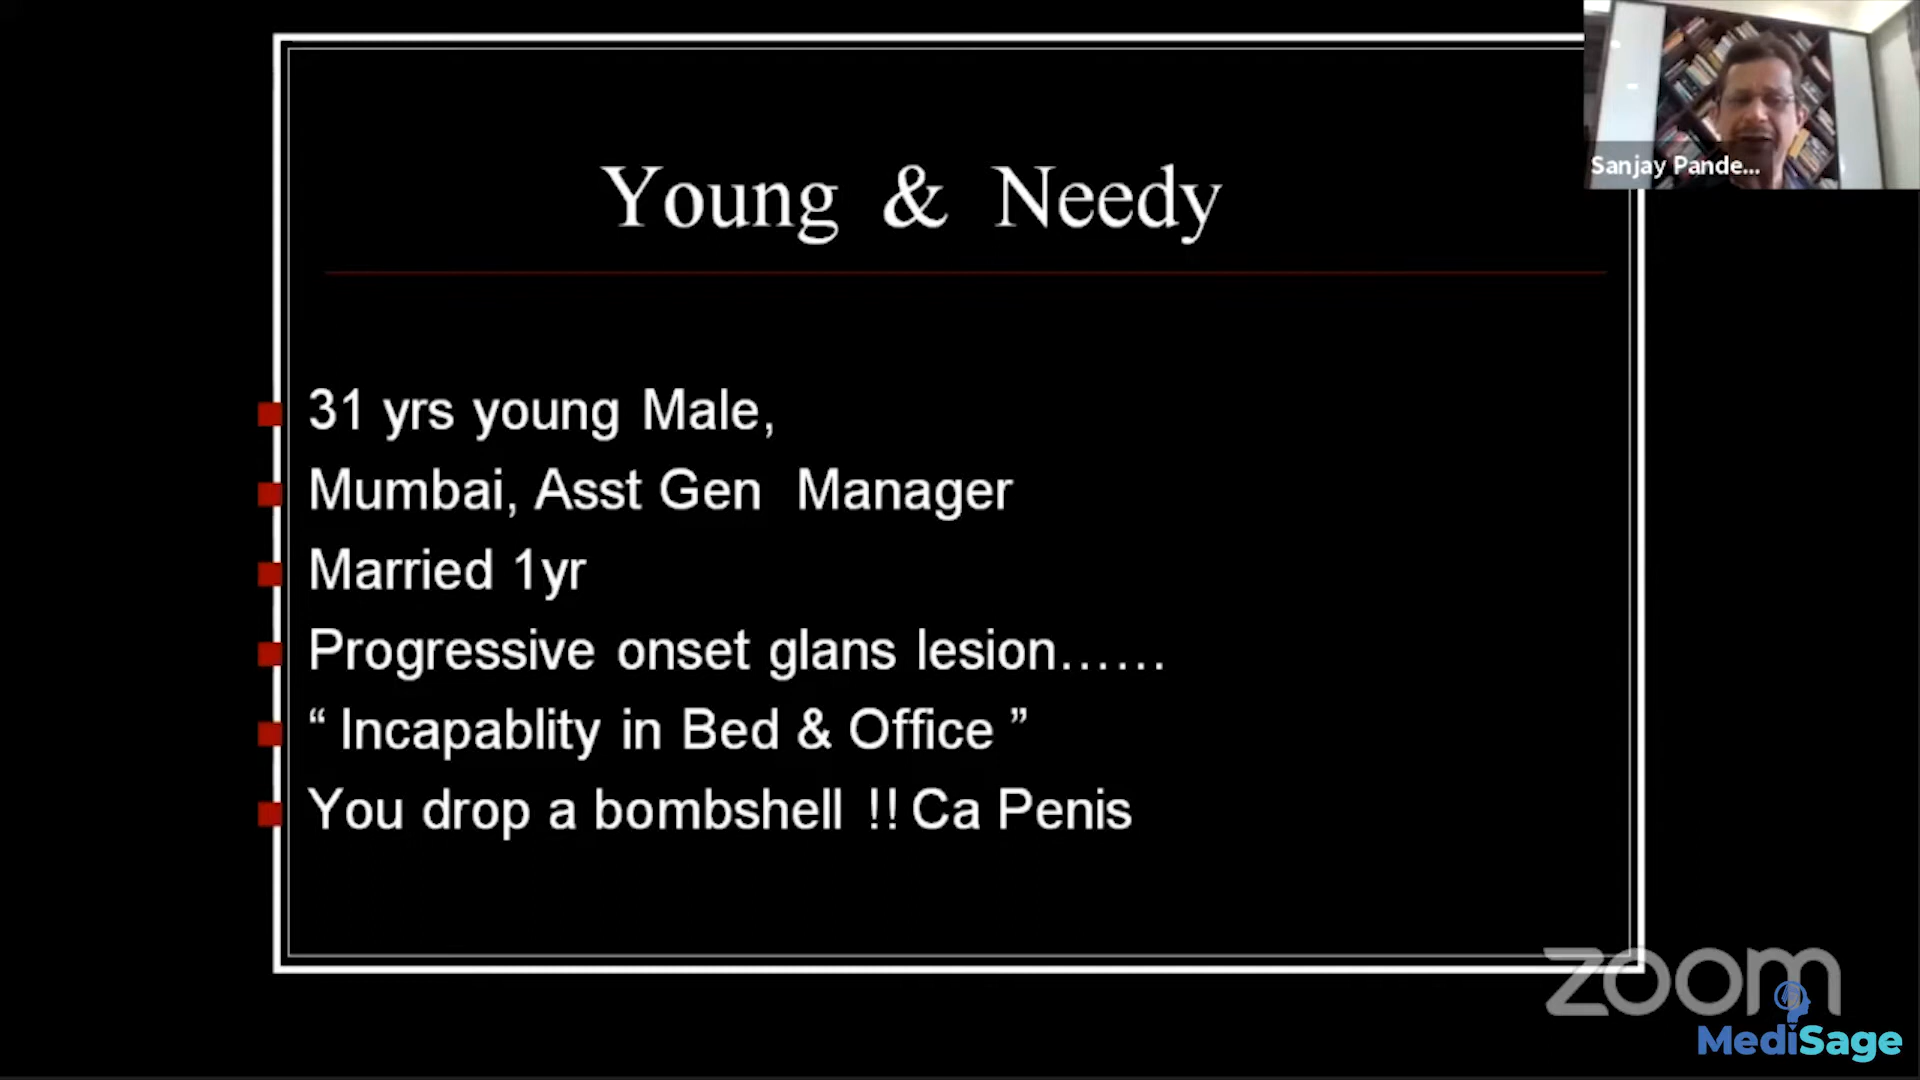 Sanjay Pande...
Young & Needy
31 yrs young Male,
Mumbai, Asst Gen Manager
Married 1yr
Progressive onset glans lesion......
“ Incapablity in Bed & Office ”
You drop a bombshell !! Ca Penis
zoom
MediSage